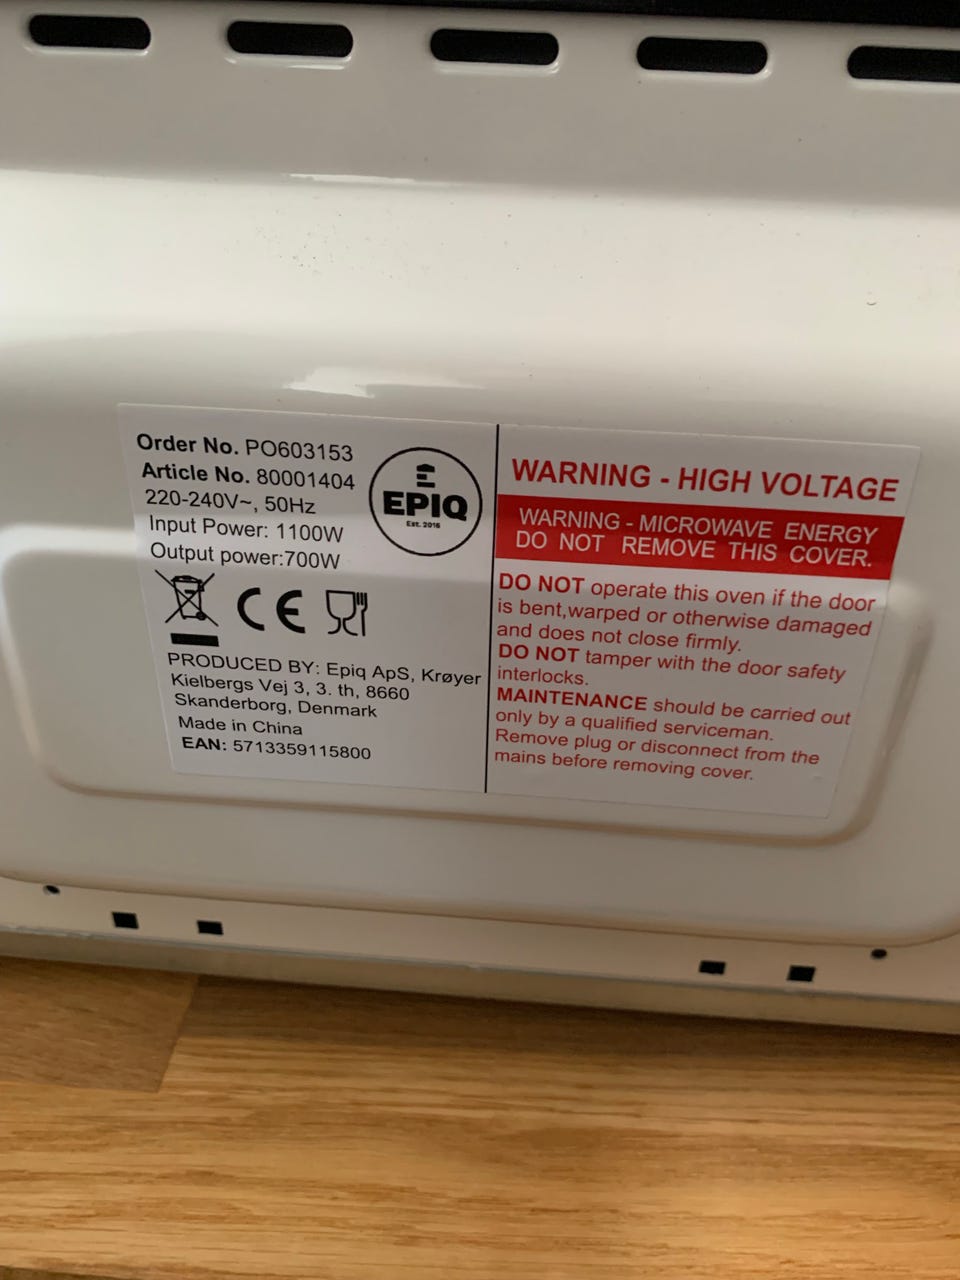 Order No. PO603153
Article No. 80001404
220-240V~, 50Hz
Input Power: 1100W
Output power:700W
EPIQ
Est. 2016
CE
PRODUCED BY: Epiq ApS, Krøyer
Kielbergs Vej 3, 3. th, 8660
Skanderborg, Denmark
Made in China
EAN: 5713359115800
WARNING - HIGH VOLTAGE
WARNING - MICROWAVE ENERGY
DO NOT REMOVE THIS COVER.
DO NOT operate this oven if the door
is bent,warped or otherwise damaged
and does not close firmly.
DO NOT tamper with the door safety
interlocks.
MAINTENANCE should be carried out
only by a qualified serviceman.
Remove plug or disconnect from the
mains before removing cover.